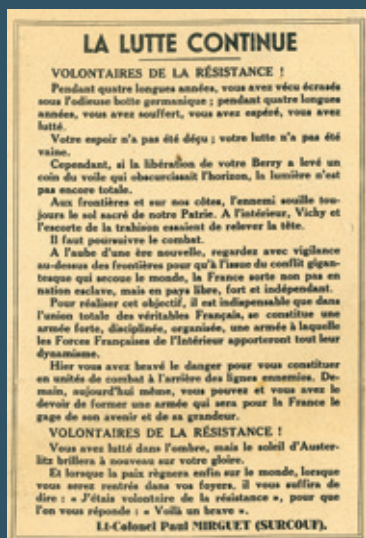 LA LUTTE CONTINUE
VOLONTAIRES DE LA RÉSISTANCE !
Pendant quatre longues années, vous avez vécu écrasés
sous l'odieuse botte germanique ; pendant quatre longues
années, vous avez souffert, vous avez espéré, vous avez
lutté.
Votre espoir n'a pas été déçu ; votre lutte n'a pas été
vaine.
Cependant, si la libération de votre Berry a levé un
coin du voile qui obscurcissait l'horizon, la lumière n'est
pas encore totale.
Aux frontières et sur nos côtes, l'ennemi souille tou-
jours le sol sacré de notre Patrie. A l'intérieur, Vichy et
l'escorte de la trahison essaient de relever la tête.
Il faut poursuivre le combat.
A l'aube d'une ère nouvelle, regardez avec vigilance
au-dessus des frontières pour qu'à l'issue du conflit gigan-
tesque qui secoue le monde, la France sorte non pas en
nation esclave, mais en pays libre, fort et indépendant.
Pour réaliser cet objectif, il est indispensable que dans
l'union totale des véritables Français, se constitue une
armée forte, disciplinée, organisée, une armée à laquelle
les Forces Françaises de l'Intérieur apporteront tout leur
dynamisme.
Hier vous avez bravé le danger pour vous constituer
en unités de combat à l'arrière des lignes ennemies. De-
main, aujourd'hui même, vous pouvez et vous avez le
devoir de former une armée qui sera pour la France le
gage de son avenir et de sa grandeur.
VOLONTAIRES DE LA RÉSISTANCE !
Vous avez lutté dans l'ombre, mais le soleil d'Auster-
litz brillera à nouveau sur votre gloire.
Et lorsque la paix règnera enfin sur le monde, lorsque
vous serez rentrés dans vos foyers, il vous suffira de
dire : « J'étais volontaire de la résistance », pour que
l'on vous réponde : « Voilà un brave ».
Lt-Colonel Paul MIRGUET (SURCOUF).